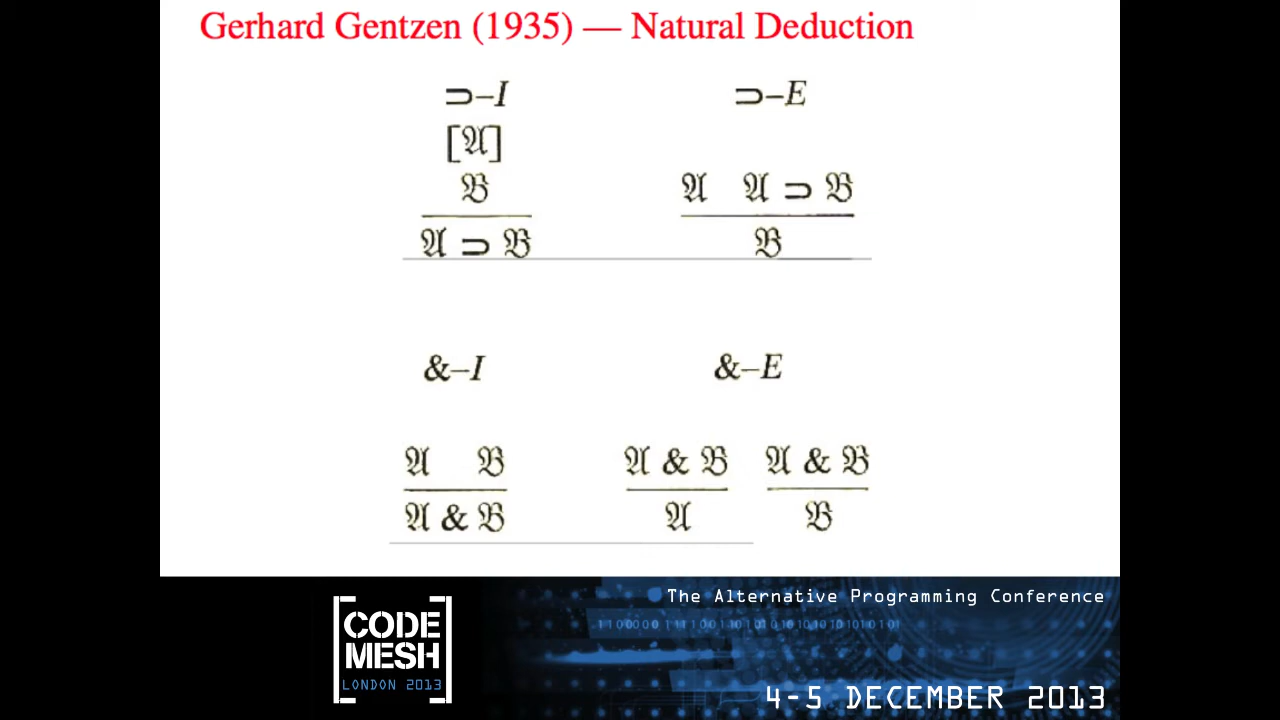 Gerhard Gentzen (1935) — Natural Deduction
⊃–I ⊃–E
[𝔄]
𝔅 𝔄 𝔄 ⊃ 𝔅
𝔄 ⊃ 𝔅 𝔅
&–I &–E
𝔄 𝔅 𝔄 & 𝔅 𝔄 & 𝔅
𝔄 & 𝔅 𝔄 𝔅
The Alternative Programming Conference
CODE
MESH
LONDON 2013
4-5 DECEMBER 2013